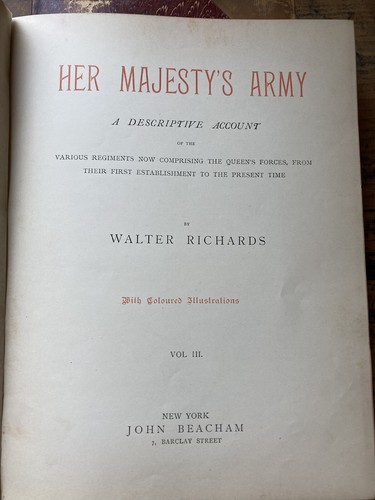 HER MAJESTY'S ARMY
A DESCRIPTIVE ACCOUNT
OF THE
VARIOUS REGIMENTS NOW COMPRISING THE QUEEN'S FORCES, FROM
THEIR FIRST ESTABLISHMENT TO THE PRESENT TIME
BY
WALTER RICHARDS
With Coloured Illustrations
VOL III.
NEW YORK
JOHN BEACHAM
7, BARCLAY STREET